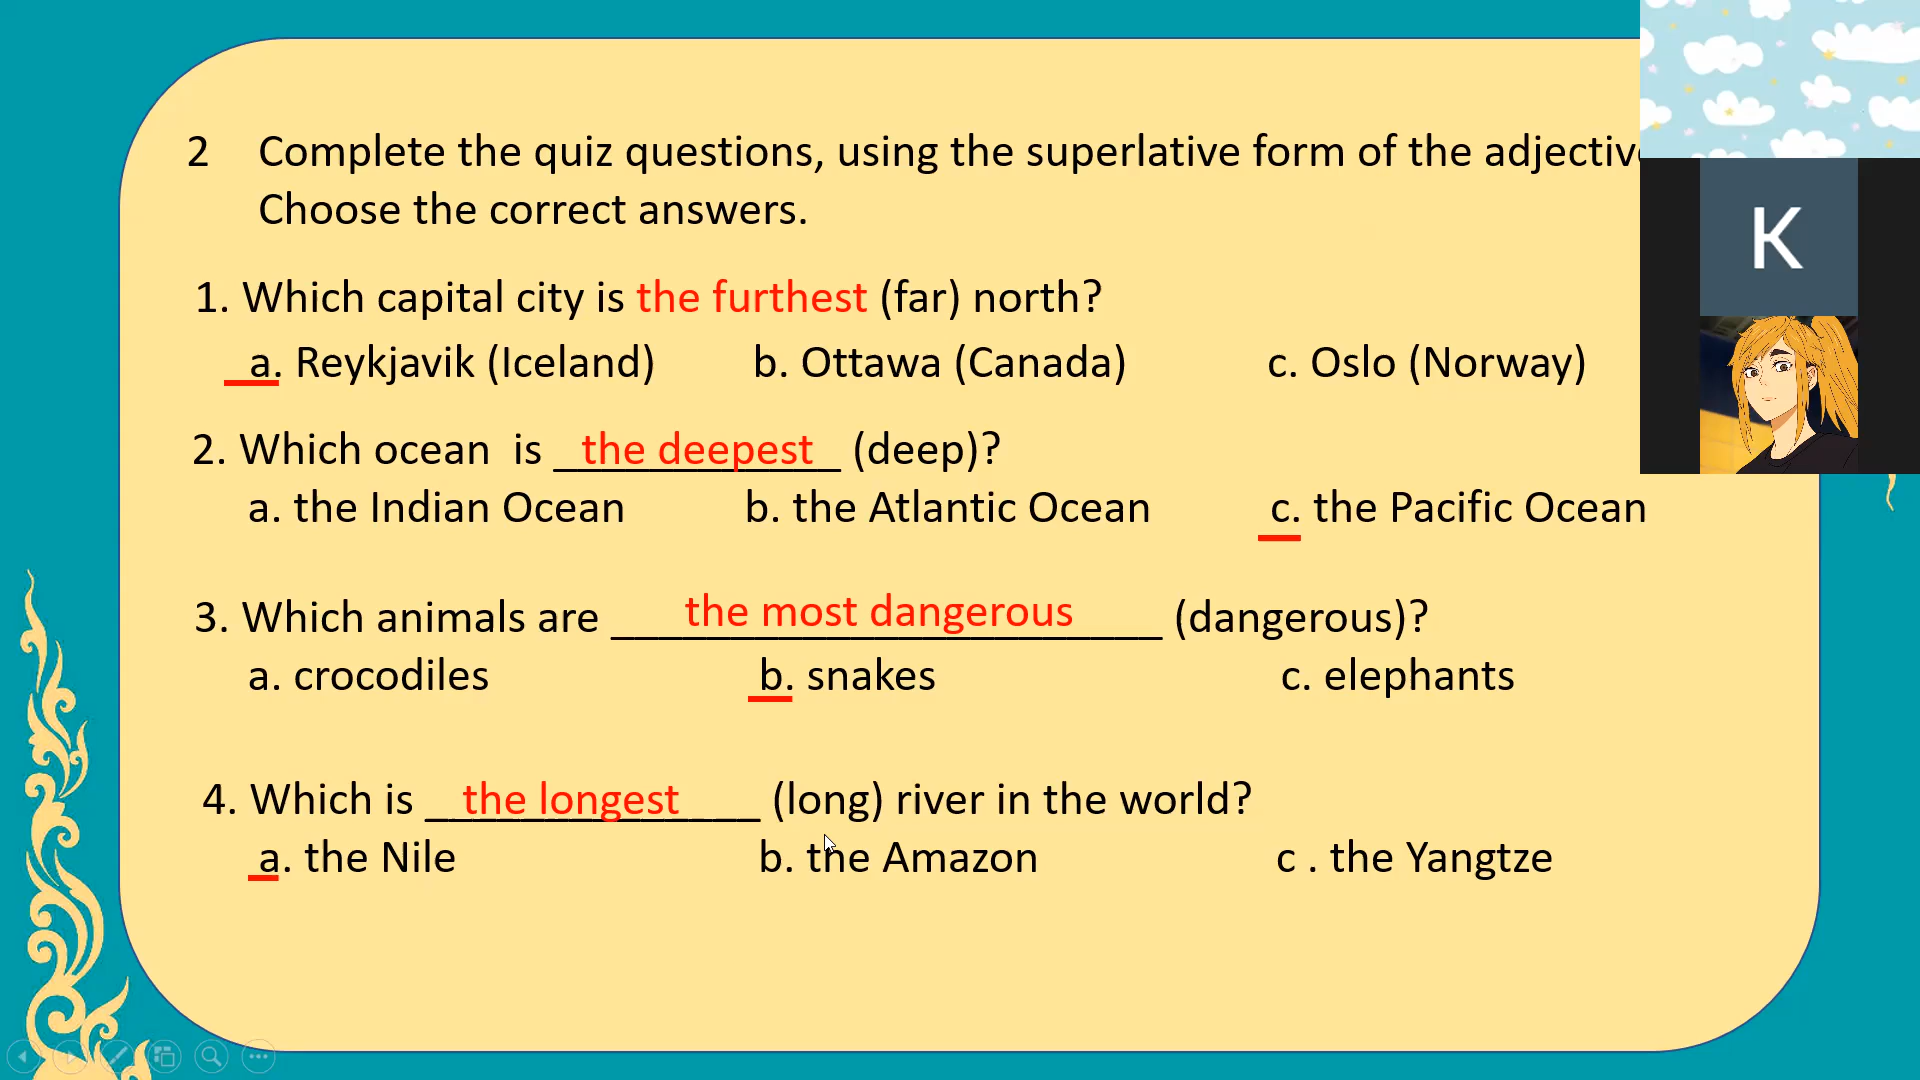 2 Complete the quiz questions, using the superlative form of the
Choose the correct answers.
1. Which capital city is the furthest (far) north?
a. Reykjavik (Iceland) b. Ottawa (Canada) c. Oslo (Norway)
2. Which ocean is the deepest (deep)?
a. the Indian Ocean b. the Atlantic Ocean c. the Pacific Ocean
3. Which animals are the most dangerous (dangerous)?
a. crocodiles b. snakes c. elephants
4. Which is the longest (long) river in the world?
a. the Nile b. the Amazon c . the Yangtze
K